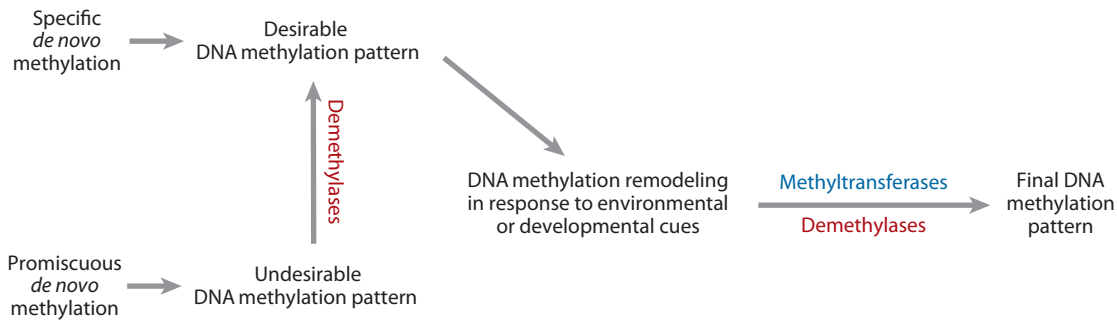 Specific
de novo
methylation
Desirable
DNA methylation pattern
Demethylases
DNA methylation remodeling
in response to environmental
or developmental cues
Methyltransferases
Demethylases
Final DNA
methylation
pattern
Promiscuous
de novo
methylation
Undesirable
DNA methylation pattern